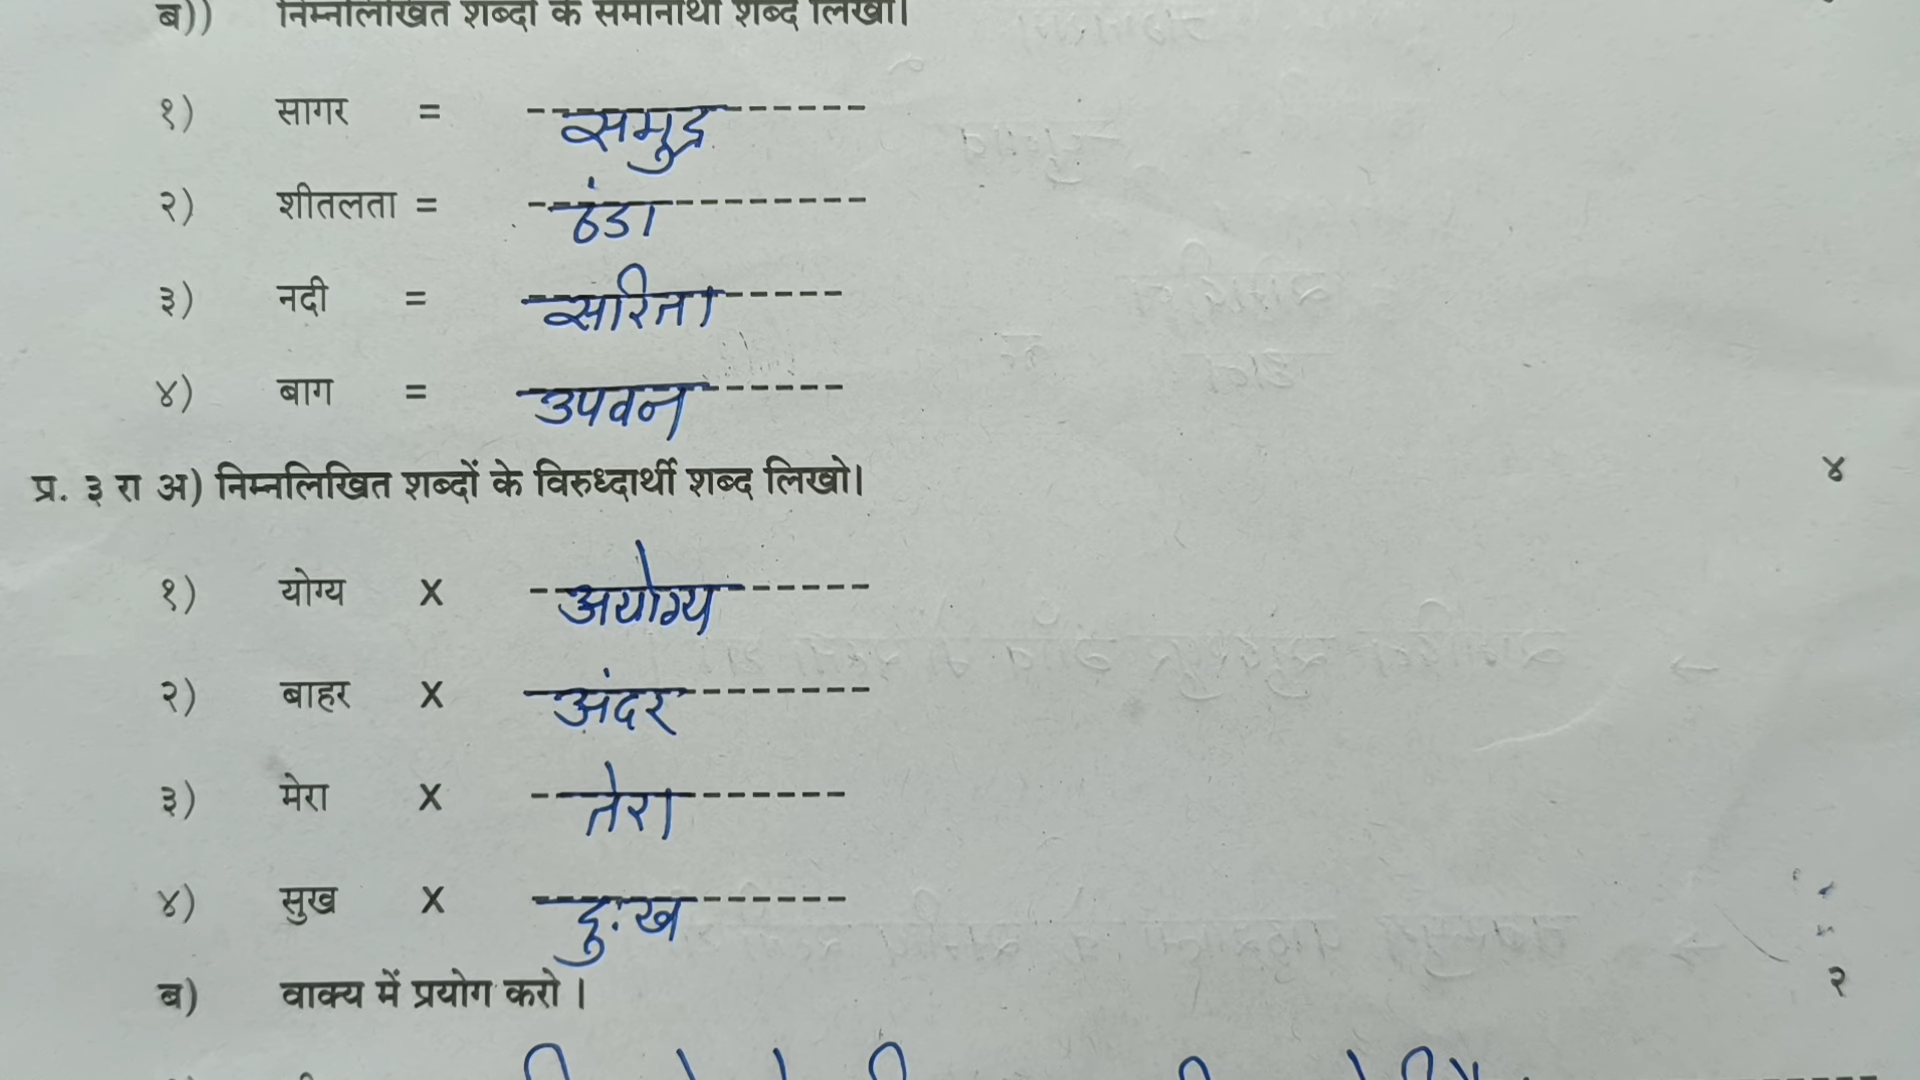 ब)) निम्नलिखित शब्दों के समानार्थी शब्द लिखो।
१) सागर = समुद्र
२) शीतलता = ठंडा
३) नदी = सरिता
४) बाग = उपवन
प्र. ३ रा अ) निम्नलिखित शब्दों के विरुध्दार्थी शब्द लिखो। ४
१) योग्य X अयोग्य
२) बाहर X अंदर
३) मेरा X तेरा
४) सुख X दुःख
ब) वाक्य में प्रयोग करो । २